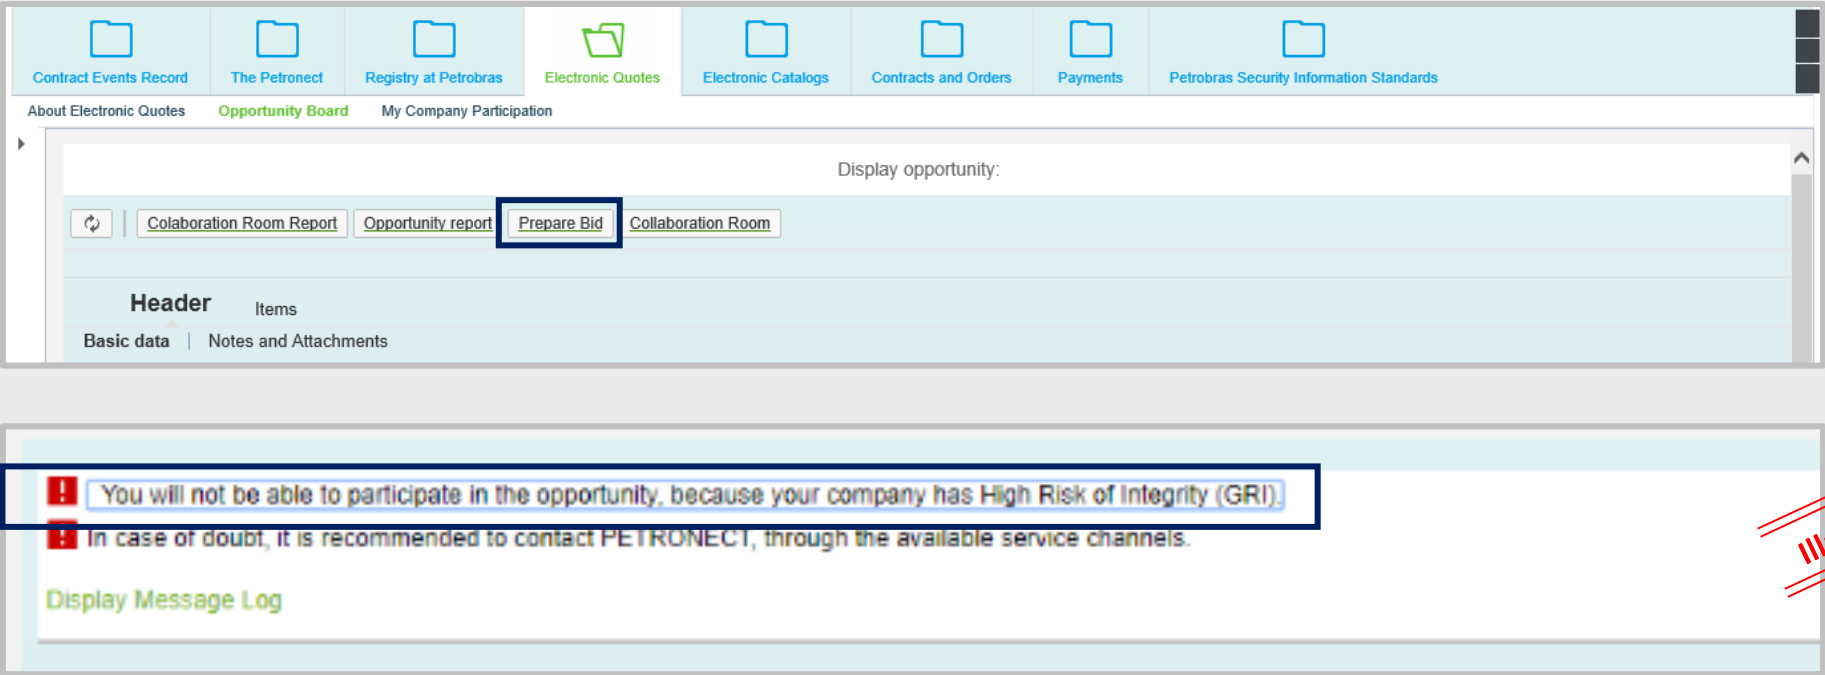 Contract Events Record
The Petronect
Registry at Petrobras
Electronic Quotes
Electronic Catalogs
Contracts and Orders
Payments
Petrobras Security Information Standards
About Electronic Quotes
Opportunity Board
My Company Participation
Display opportunity:
Colaboration Room Report
Opportunity report
Prepare Bid
Collaboration Room
Header
Items
Basic data
Notes and Attachments
You will not be able to participate in the opportunity, because your company has High Risk of Integrity (GRI).
In case of doubt, it is recommended to contact PETRONECT, through the available service channels.
Display Message Log